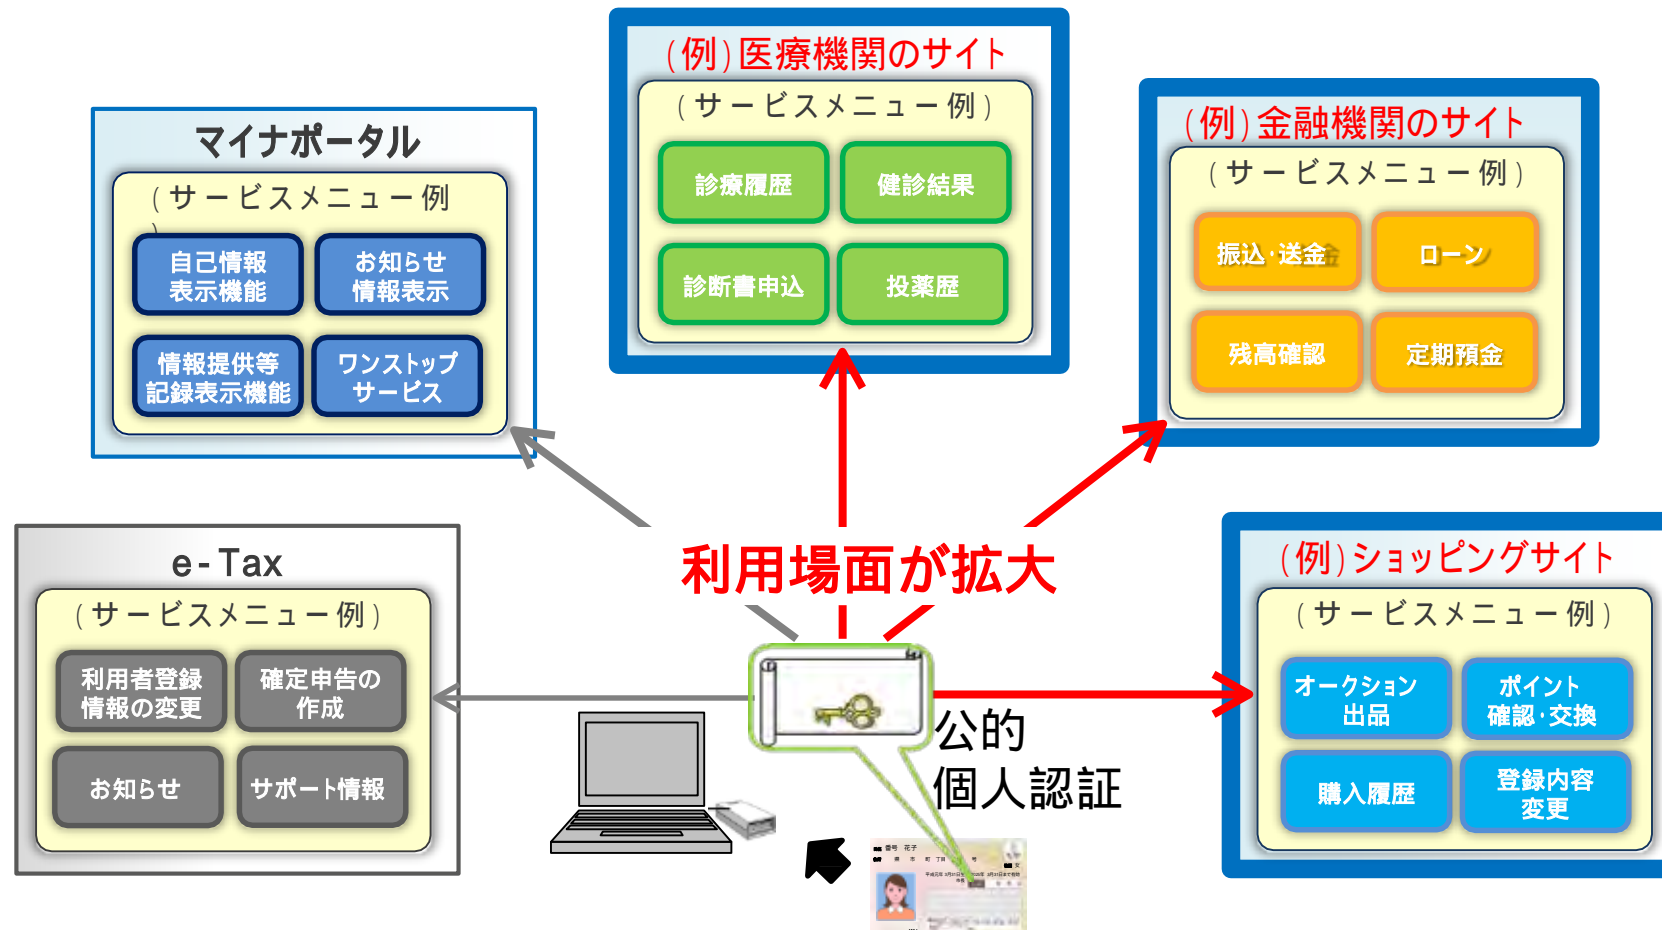 (例)医療機関のサイト
(サービスメニュー例)
診療履歴
健診結果
診断書申込
投薬歴
(例)金融機関のサイト
(サービスメニュー例)
振込・送金
ローン
残高確認
定期預金
マイナポータル
(サービスメニュー例
)
自己情報
表示機能
お知らせ
情報表示
情報提供等
記録表示機能
ワンストップ
サービス
利用場面が拡大
e-Tax
(サービスメニュー例)
利用者登録
情報の変更
確定申告の
作成
お知らせ
サポート情報
(例)ショッピングサイト
(サービスメニュー例)
オークション
出品
ポイント
確認・交換
購入履歴
登録内容
変更
公的
個人認証
番号 花子
県 市 町 丁目 号
女